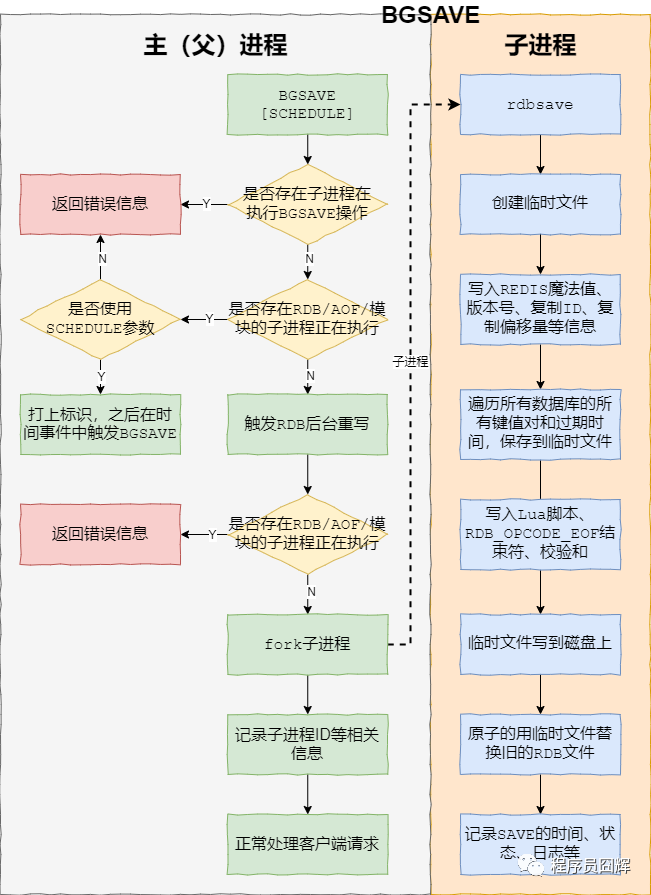 BGSAVE
主（父）进程
BGSAVE
[SCHEDULE]
是否存在子进程在
执行BGSAVE操作
Y
返回错误信息
N
是否存在RDB/AOF/模
块的子进程正在执行
Y
是否使用
SCHEDULE参数
N
Y
打上标识，之后在时
间事件中触发BGSAVE
N
触发RDB后台重写
是否存在RDB/AOF/模
块的子进程正在执行
Y
返回错误信息
N
fork子进程
子进程
记录子进程ID等相关
信息
正常处理客户端请求
子进程
rdbsave
创建临时文件
写入REDIS魔法值、
版本号、复制ID、复
制偏移量等信息
遍历所有数据库的所
有键值对和过期时
间，保存到临时文件
写入Lua脚本、
RDB_OPCODE_EOF结
束符、校验和
临时文件写到磁盘上
原子的用临时文件替
换旧的RDB文件
记录SAVE的时间、状
态、日志等
程序员囧辉